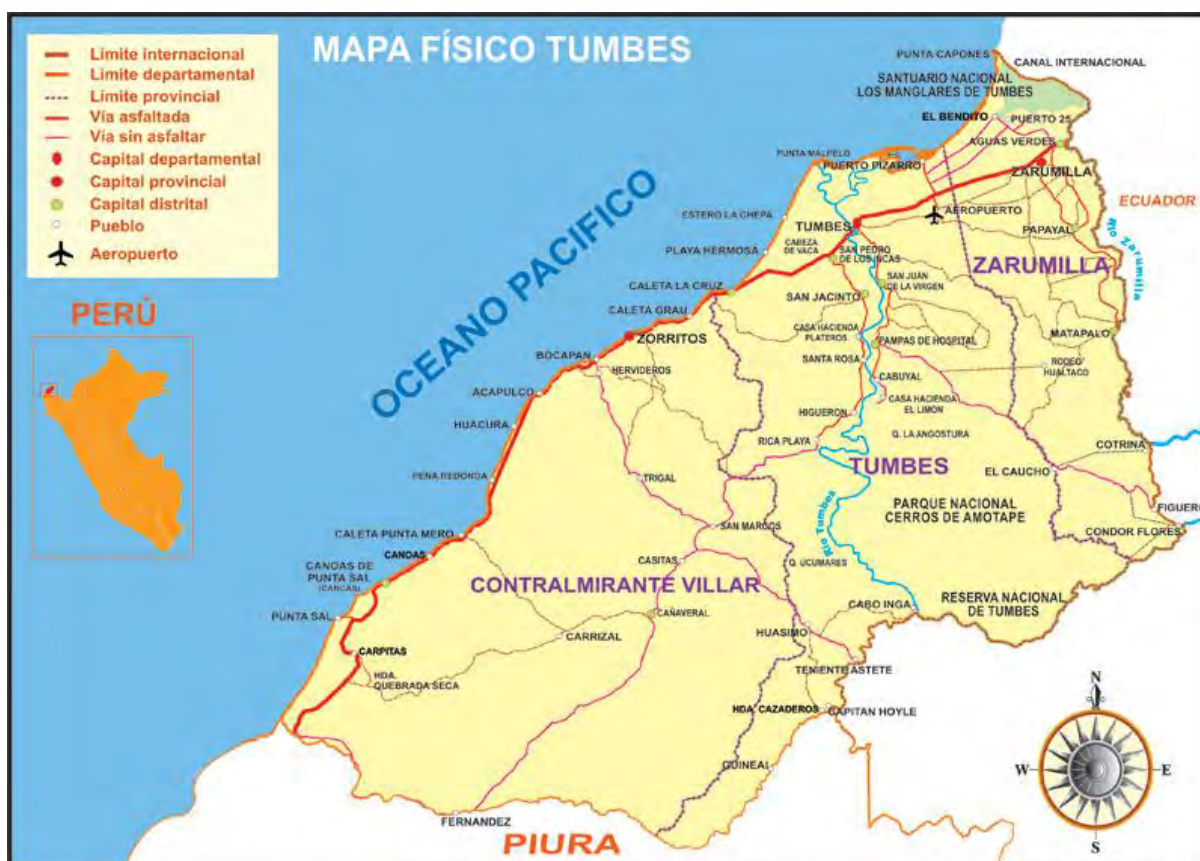 MAPA FÍSICO TUMBES
Límite internacional
Límite departamental
Límite provincial
Vía asfaltada
Vía sin asfaltar
Capital departamental
Capital provincial
Capital distrital
Pueblo
Aeropuerto
PERÚ
OCEANO PACIFICO
PUNTA CAPONES
CANAL INTERNACIONAL
SANTUARIO NACIONAL
LOS MANGLARES DE TUMBES
EL BENDITO
PUERTO 25
AGUAS VERDES
PUNTA MALPELO
PUERTO PIZARRO
ZARUMILLA
ECUADOR
ESTERO LA CHEPA
AEROPUERTO
TUMBES
PAPAYAL
Río Zarumilla
PLAYA HERMOSA
CABEZA
DE VACA
SAN PEDRO
DE LOS INCAS
ZARUMILLA
SAN JUAN
DE LA VIRGEN
CALETA LA CRUZ
SAN JACINTO
CALETA GRAU
CASA HACIENDA
PLATEROS
MATAPALO
ZORRITOS
PAMPAS DE HOSPITAL
BOCAPAN
HERVIDEROS
SANTA ROSA
RODEO
HUALTACO
CABUYAL
ACAPULCO
CASA HACIENDA
EL LIMON
HIGUERON
HUACURA
Q. LA ANGOSTURA
RICA PLAYA
COTRINA
TUMBES
EL CAUCHO
PENA REDONDA
TRIGAL
PARQUE NACIONAL
CERROS DE AMOTAPE
FIGUERO
SAN MARCOS
Río Tumbes
CONDOR FLORES
CALETA PUNTA MERO
CANOAS
CASITAS
Q. UCUMARES
CANOAS DE
PUNTA SAL
(CANCAS)
CONTRALMIRANTE VILLAR
RESERVA NACIONAL
DE TUMBES
CABO INGA
PUNTA SAL
CAÑAVERAL
CARRIZAL
HUASIMO
CARPITAS
TENIENTE ASTETE
HDA.
QUEBRADA SECA
HDA. CAZADEROS
CAPITAN HOYLE
GUINEAL
FERNANDEZ
PIURA
N
W
E
S